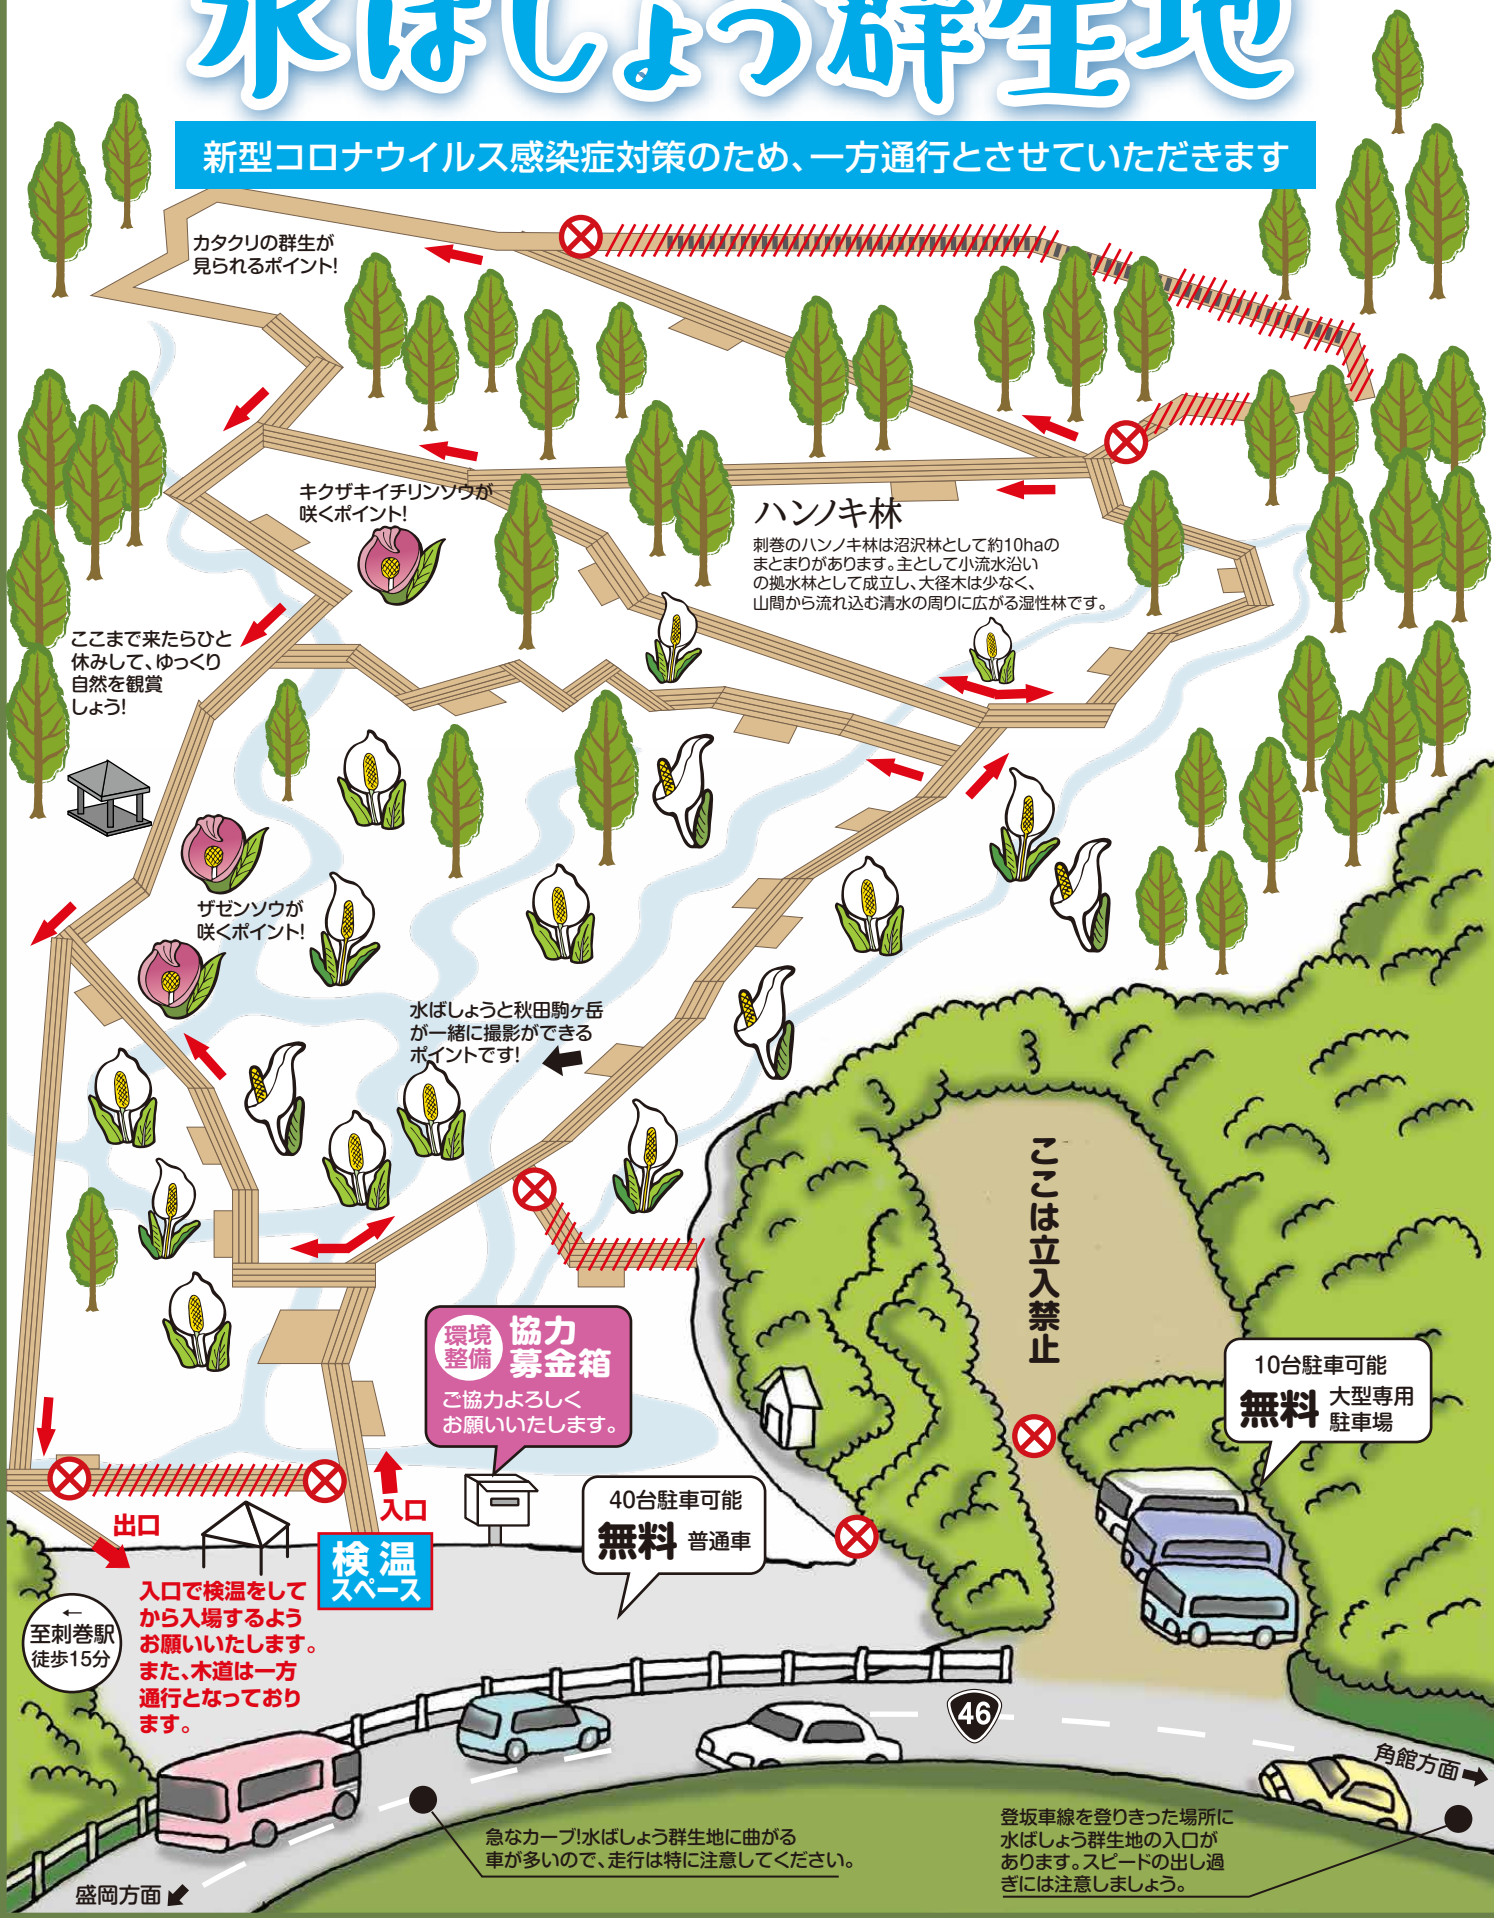 水ばしょう群生地
新型コロナウイルス感染症対策のため、一方通行とさせていただきます
カタクリの群生が
見られるポイント!
キクザキイチリンソウが
咲くポイント!
ハンノキ林
刺巻のハンノキ林は沼沢林として約10haの
まとまりがあります。主として小流水沿い
の拠水林として成立し、大径木は少なく、
山間から流れ込む清水の周りに広がる湿性林です。
ここまで来たらひと
休みして、ゆっくり
自然を観賞
しょう!
ザゼンソウが
咲くポイント!
水ばしょうと秋田駒ヶ岳
が一緒に撮影ができる
ポイントです!
ここは立入禁止
環境
整備
協力
募金箱
ご協力よろしく
お願いいたします。
10台駐車可能
無料 大型専用
駐車場
40台駐車可能
無料 普通車
出口
入口
検温
スペース
入口で検温をして
から入場するよう
お願いいたします。
また、木道は一方
通行となっており
ます。
←
至刺巻駅
徒歩15分
46
角館方面
急なカーブ!水ばしょう群生地に曲がる
車が多いので、走行は特に注意してください。
登坂車線を登りきった場所に
水ばしょう群生地の入口が
あります。スピードの出し過
ぎには注意しましょう。
盛岡方面